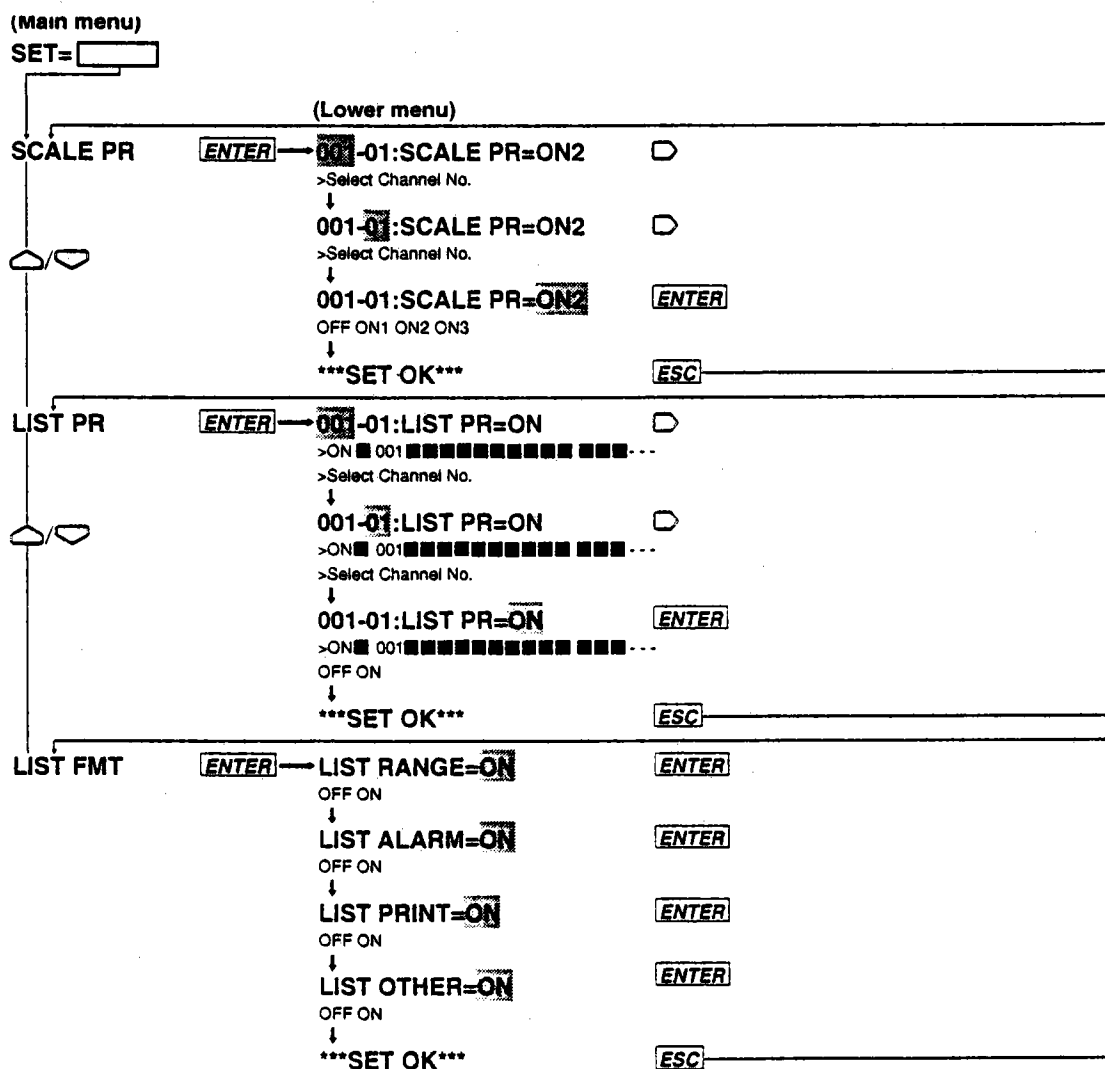 (Main menu)
SET=
(Lower menu)
SCALE PR ENTER 001-01:SCALE PR=ON2
>Select Channel No.
001-01:SCALE PR=ON2
>Select Channel No.
001-01:SCALE PR=ON2 ENTER
OFF ON1 ON2 ON3
***SET OK*** ESC
LIST PR ENTER 001-01:LIST PR=ON
>ON■ 001■■■■■■■■■■ ■■■---
>Select Channel No.
001-01:LIST PR=ON
>ON■ 001■■■■■■■■■■ ■■■---
>Select Channel No.
001-01:LIST PR=ON ENTER
>ON■ 001■■■■■■■■■■ ■■■---
OFF ON
***SET OK*** ESC
LIST FMT ENTER LIST RANGE=ON ENTER
OFF ON
LIST ALARM=ON ENTER
OFF ON
LIST PRINT=ON ENTER
OFF ON
LIST OTHER=ON ENTER
OFF ON
***SET OK*** ESC